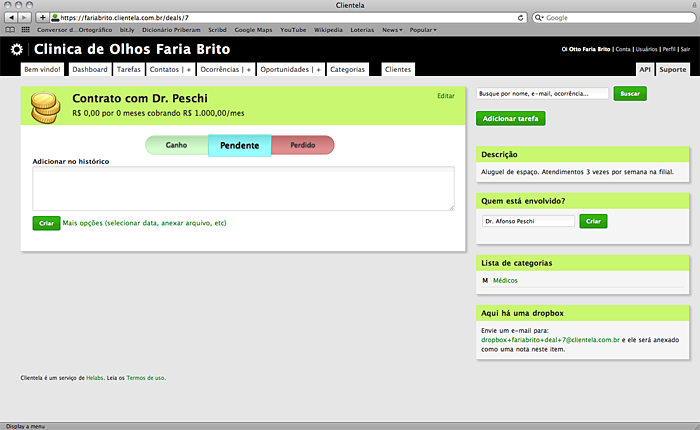 Clientela
https://fariabrito.clientela.com.br/deals/7
Google
Conversor d...Ortográfico bit.ly Dicionário Priberam Scribd Google Maps YouTube Wikipedia Loterias News Popular
Clinica de Olhos Faria Brito
Oi Otto Faria Brito | Conta | Usuários | Perfil | Sair
Bem vindo! Dashboard Tarefas Contatos | + Ocorrências | + Oportunidades | + Categorias Clientes API Suporte
Contrato com Dr. Peschi
Editar
R$ 0,00 por 0 meses cobrando R$ 1.000,00/mes
Ganho Pendente Perdido
Adicionar no histórico
Criar Mais opções (selecionar data, anexar arquivo, etc)
Busque por nome, e-mail, ocorrência... Buscar
Adicionar tarefa
Descrição
Aluguel de espaço. Atendimentos 3 vezes por semana na filial.
Quem está envolvido?
Dr. Afonso Peschi Criar
Lista de categorias
M Médicos
Aqui há uma dropbox
Envie um e-mail para:
dropbox+fariabrito+deal+7@clientela.com.br e ele será anexado
como uma nota neste item.
Clientela é um serviço de Helabs. Leia os Termos de uso.
Display a menu